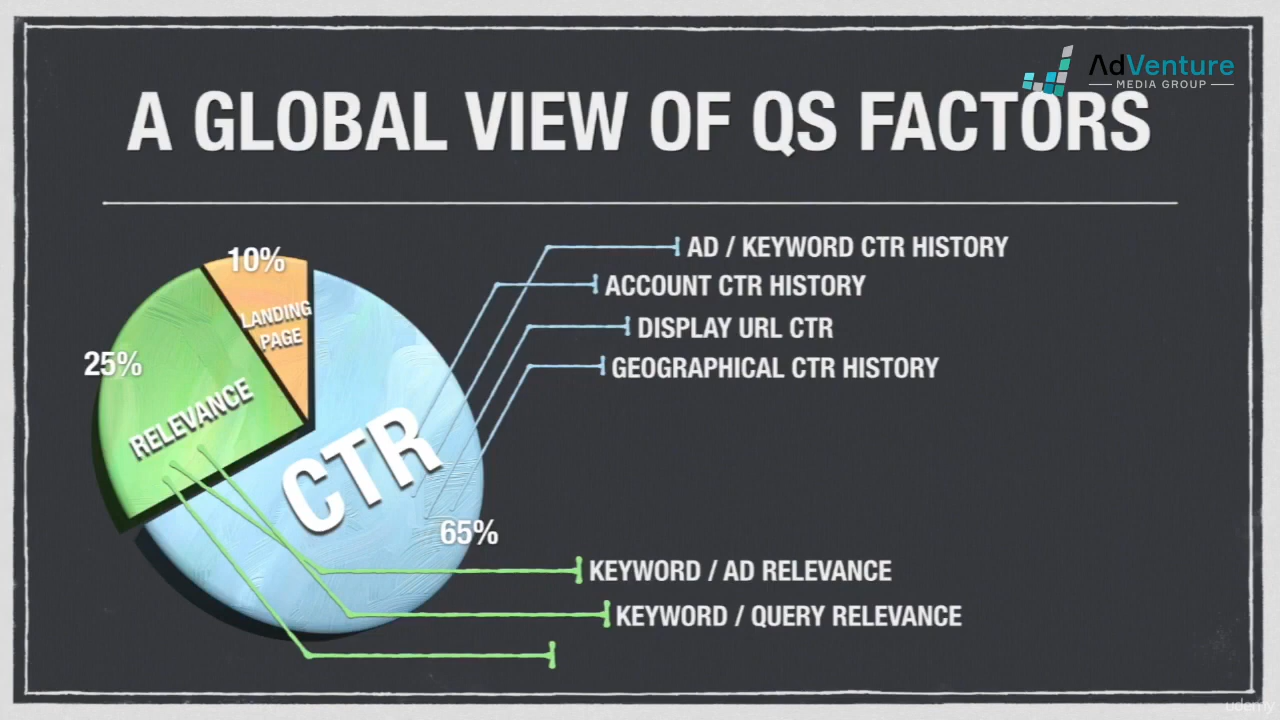 AdVenture
MEDIA GROUP
A GLOBAL VIEW OF QS FACTORS
10%
LANDING
PAGE
25%
RELEVANCE
CTR
65%
AD / KEYWORD CTR HISTORY
ACCOUNT CTR HISTORY
DISPLAY URL CTR
GEOGRAPHICAL CTR HISTORY
KEYWORD / AD RELEVANCE
KEYWORD / QUERY RELEVANCE
udemy